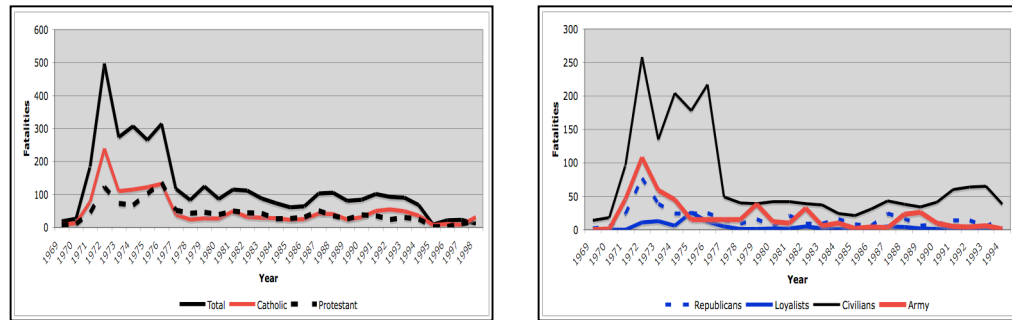 600
500
400
300
200
100
0
Fatalities
1969 1970 1971 1972 1973 1974 1975 1976 1977 1978 1979 1980 1981 1982 1983 1984 1985 1986 1987 1988 1989 1990 1991 1992 1993 1994 1995 1996 1997 1998
Year
Total Catholic Protestant
300
250
200
150
100
50
0
Fatalities
1969 1970 1971 1972 1973 1974 1975 1976 1977 1978 1979 1980 1981 1982 1983 1984 1985 1986 1987 1988 1989 1990 1991 1992 1993 1994
Year
Republicans Loyalists Civilians Army